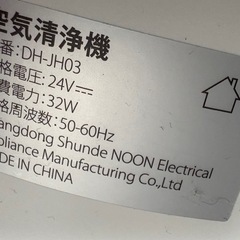 空気清浄機
番: DH-JH03
格電圧: 24V⎓
費電力: 32W
格周波数: 50-60Hz
angdong Shunde NOON Electrical
pliance Manufacturing Co.,Ltd
DE IN CHINA